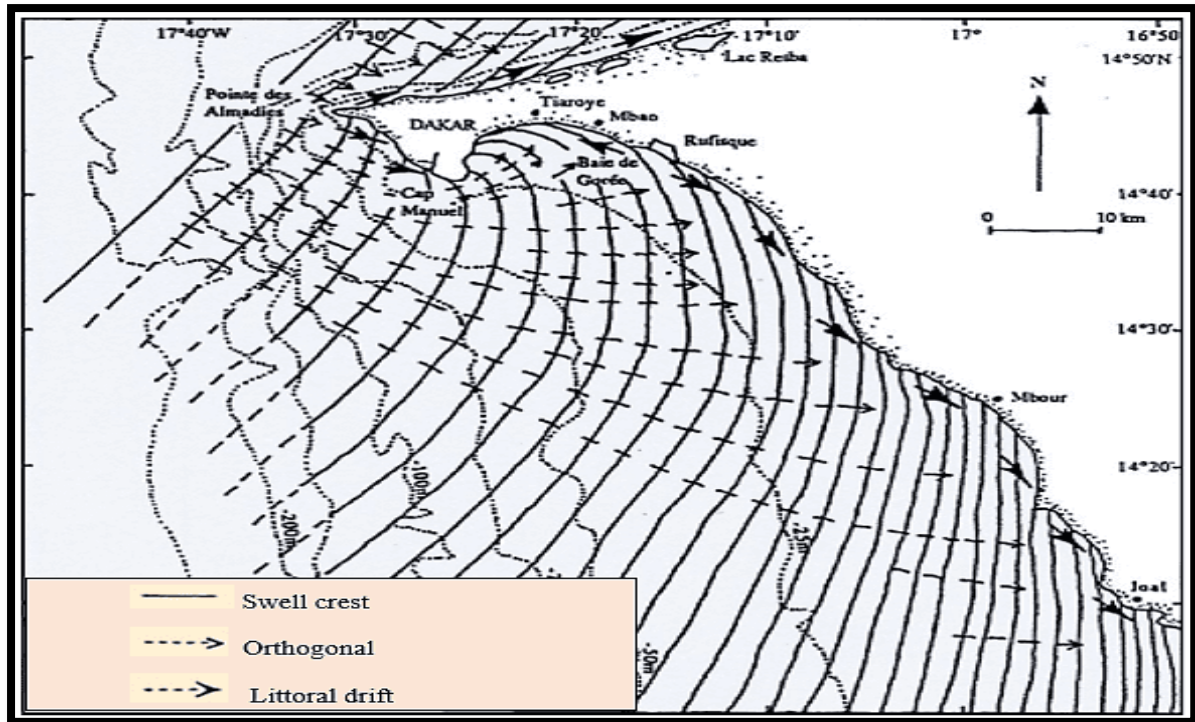 17°40'W
17°30'
17°20'
17°10'
17°
16°50
14°50'N
Lac Retba
N
Pointe des
Almadies
Tiaroye
DAKAR
Mbao
Rufisque
Baie de
Gorée
14°40'
Cap
Manuel
0 10 km
14°30'
Mbour
14°20'
-100m
-200m
-25m
Joal
-50m
Swell crest
Orthogonal
Littoral drift